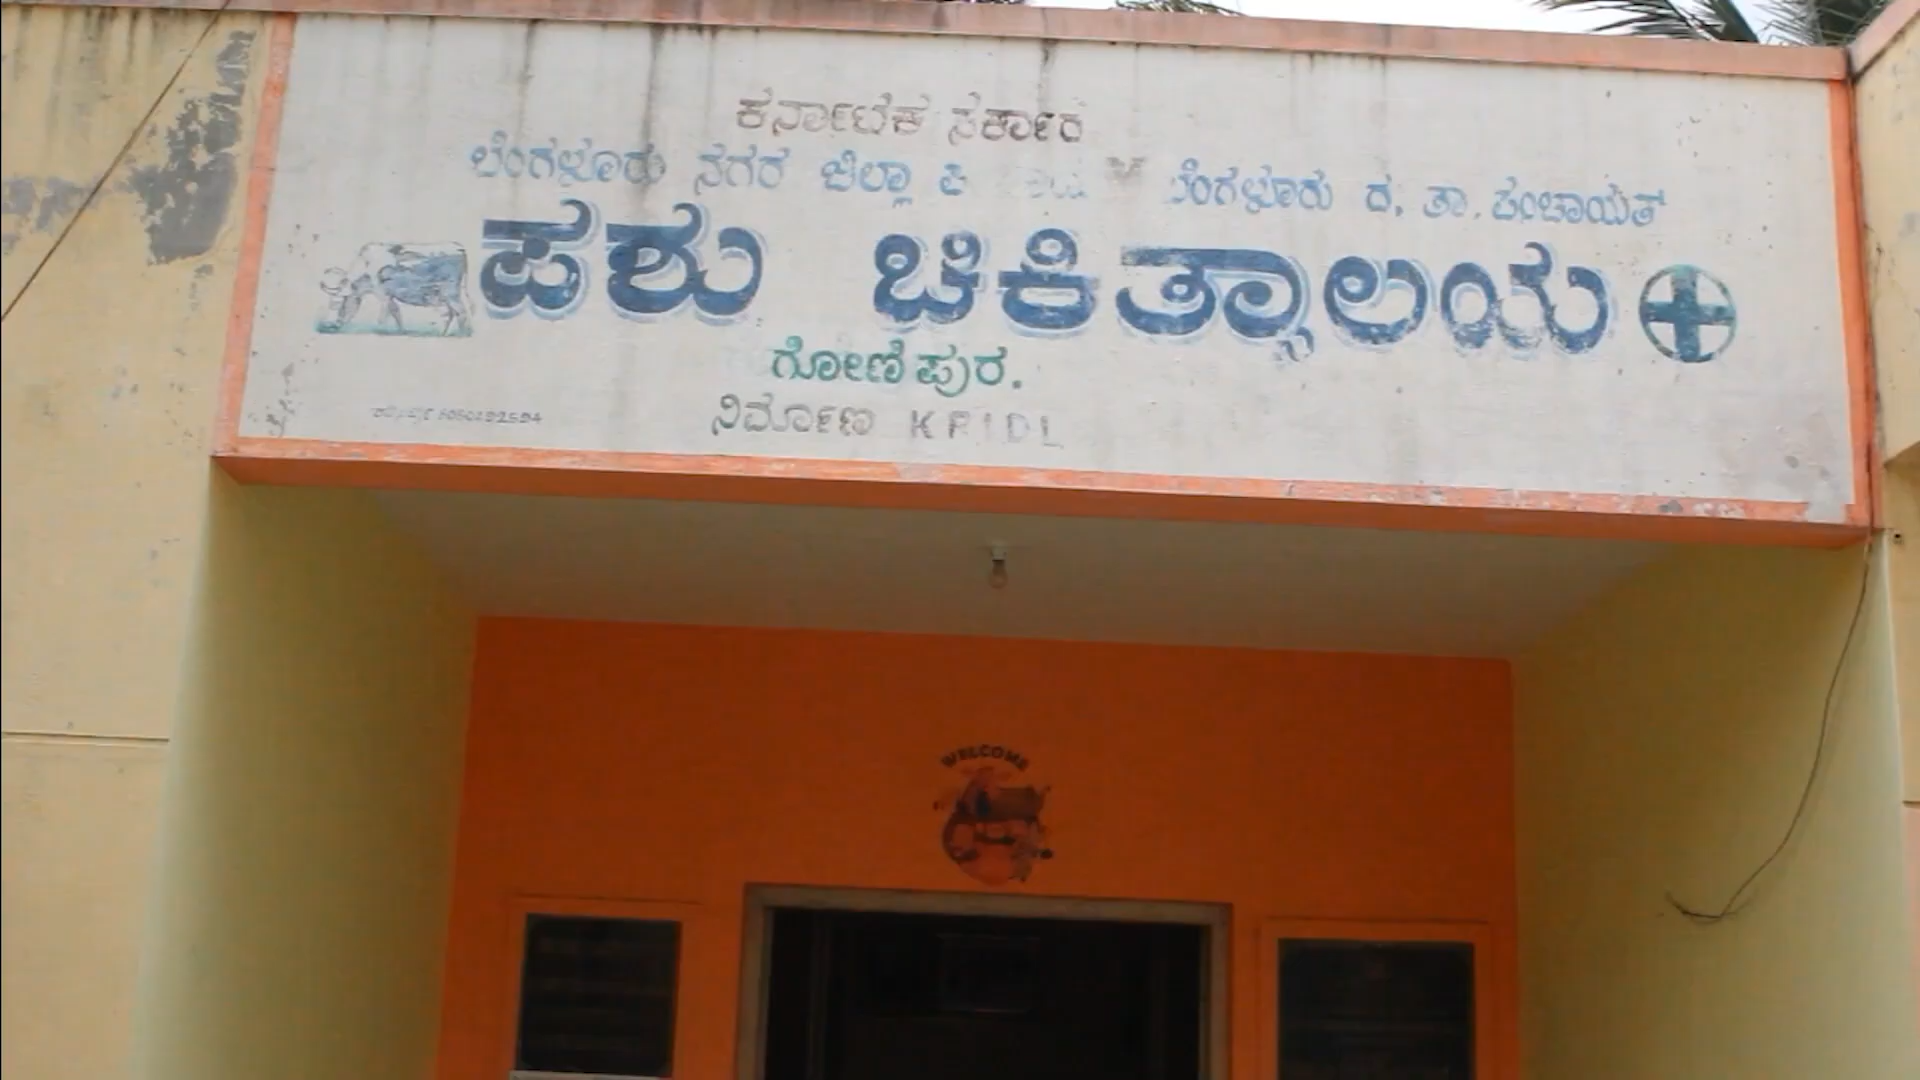 ಕರ್ನಾಟಕ ಸರ್ಕಾರ
ಬೆಂಗಳೂರು ನಗರ ಜಿಲ್ಲಾ ಬೆಂಗಳೂರು ದ. ತಾ. ಪಂಚಾಯತ್
ಪಶು ಚಿಕಿತ್ಸಾಲಯ
ಗೋಣಿಪುರ.
ನಿರ್ಮಾಣ KRIDL
WELCOME